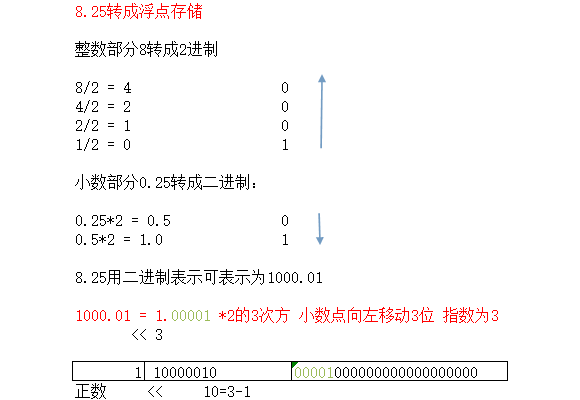 8.25转成浮点存储
整数部分8转成2进制
8/2 = 4 0
4/2 = 2 0
2/2 = 1 0
1/2 = 0 1
小数部分0.25转成二进制：
0.25*2 = 0.5 0
0.5*2 = 1.0 1
8.25用二进制表示可表示为1000.01
1000.01 = 1.00001 *2的3次方 小数点向左移动3位 指数为3
<< 3
1 10000010 00001000000000000000000
正数 << 10=3-1